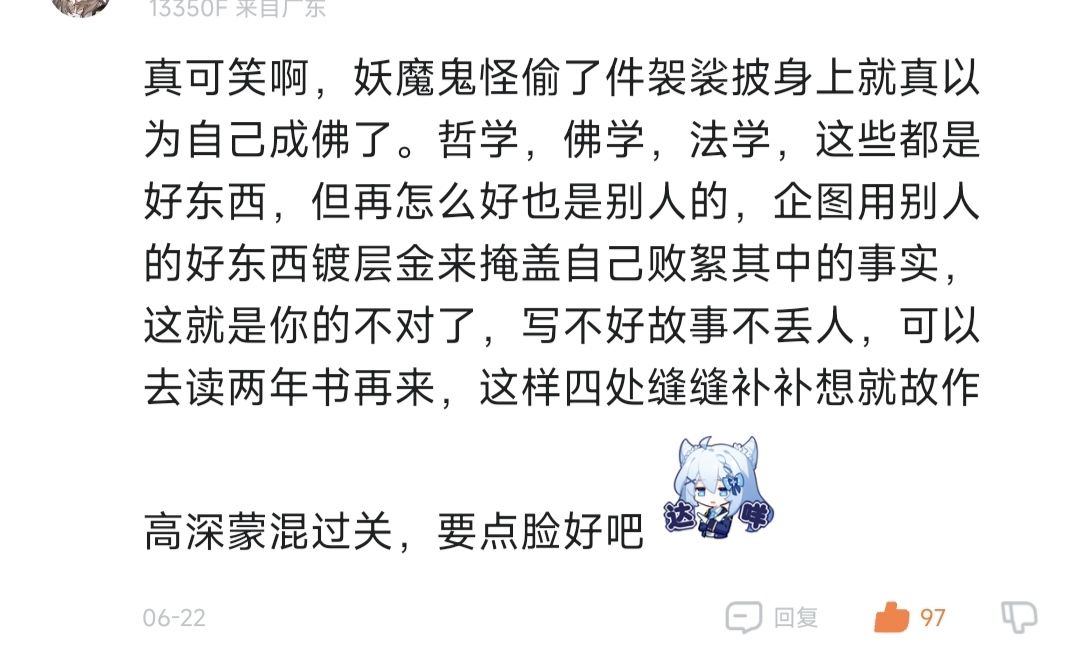 13350F 来自广东
真可笑啊，妖魔鬼怪偷了件袈裟披身上就真以
为自己成佛了。哲学，佛学，法学，这些都是
好东西，但再怎么好也是别人的，企图用别人
的好东西镀层金来掩盖自己败絮其中的事实，
这就是你的不对了，写不好故事不丢人，可以
去读两年书再来，这样四处缝缝补补想就故作
达咩
高深蒙混过关，要点脸好吧
06-22 回复 97